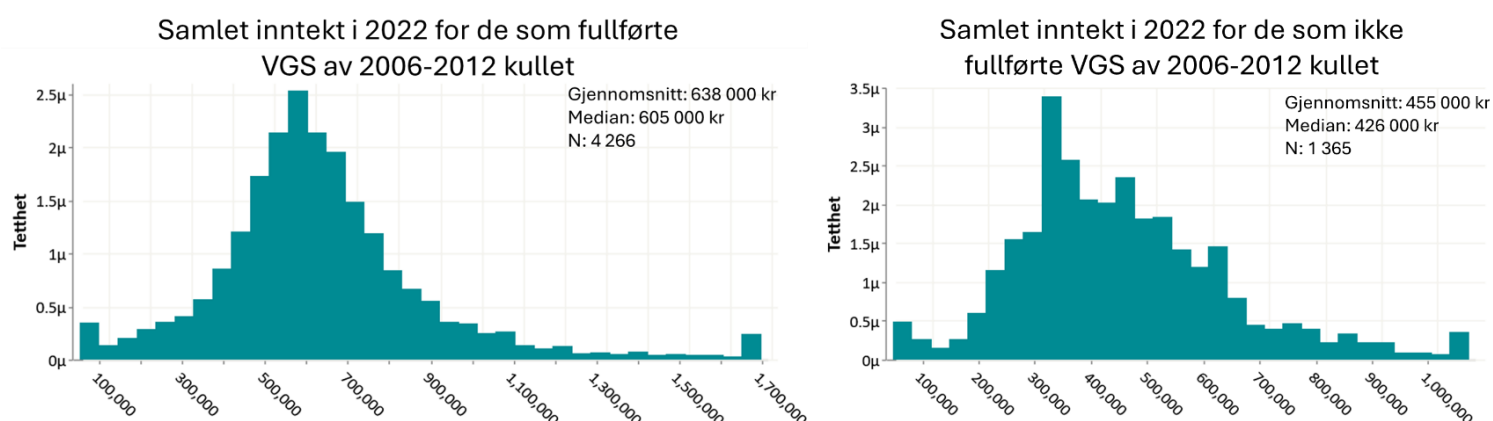 Samlet inntekt i 2022 for de som fullførte
VGS av 2006-2012 kullet
Gjennomsnitt: 638 000 kr
Median: 605 000 kr
N: 4 266
2.5µ
2µ
1.5µ
1µ
0.5µ
0µ
Tetthet
100,000
300,000
500,000
700,000
900,000
1,100,000
1,300,000
1,500,000
1,700,000
Samlet inntekt i 2022 for de som ikke
fullførte VGS av 2006-2012 kullet
Gjennomsnitt: 455 000 kr
Median: 426 000 kr
N: 1 365
3.5µ
3µ
2.5µ
2µ
1.5µ
1µ
0.5µ
0µ
Tetthet
100,000
200,000
300,000
400,000
500,000
600,000
700,000
800,000
900,000
1,000,000